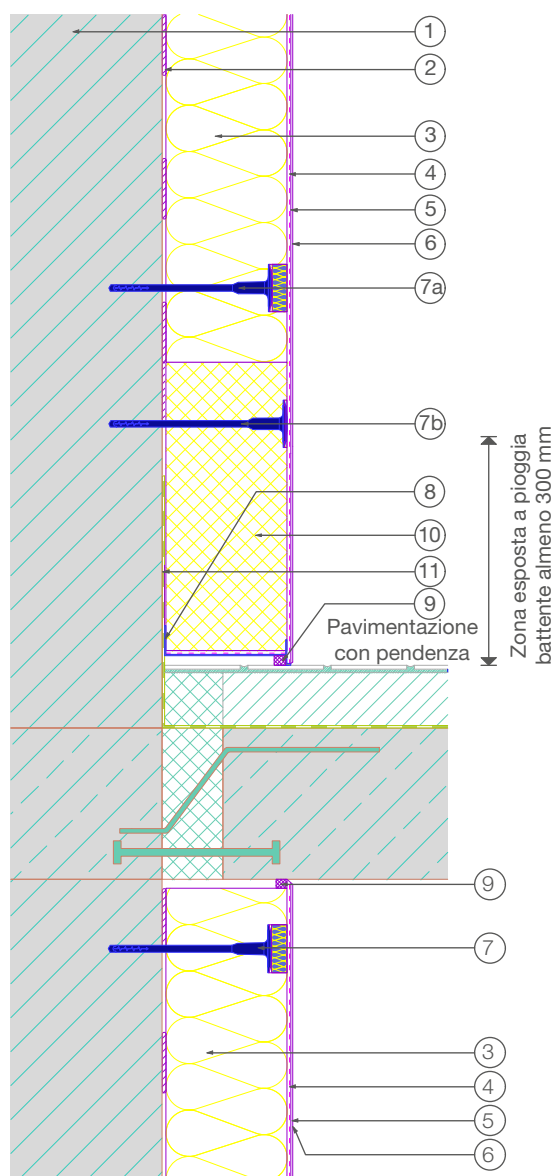 1
2
3
4
5
6
7a
7b
8
10
11
9
Pavimentazione
con pendenza
Zona esposta a pioggia
battente almeno 300 mm
9
7
3
4
5
6